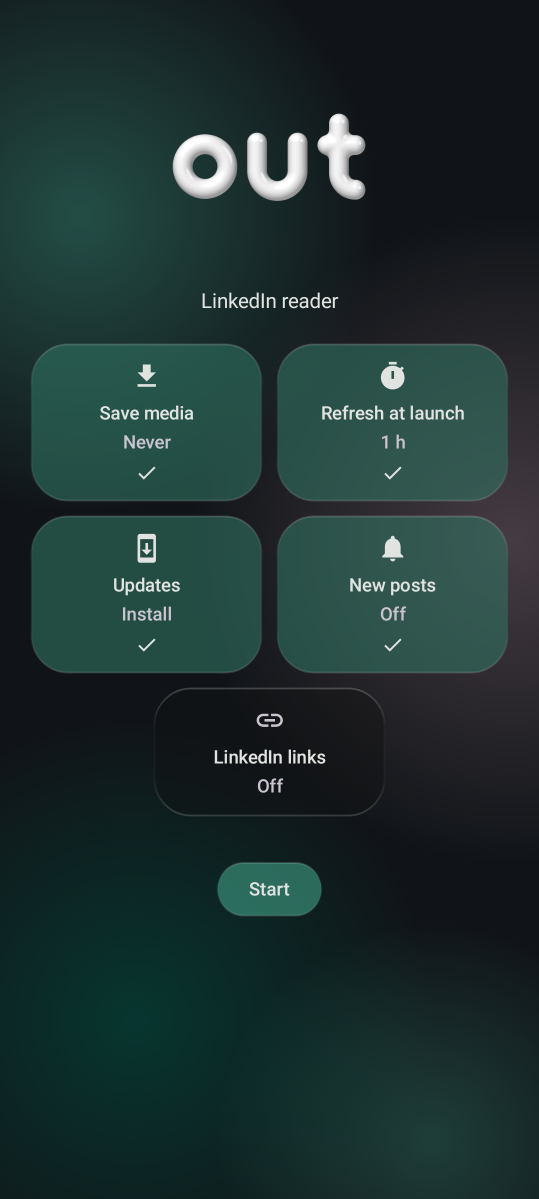 out
LinkedIn reader
Save media
Never
Refresh at launch
1 h
Updates
Install
New posts
Off
LinkedIn links
Off
Start